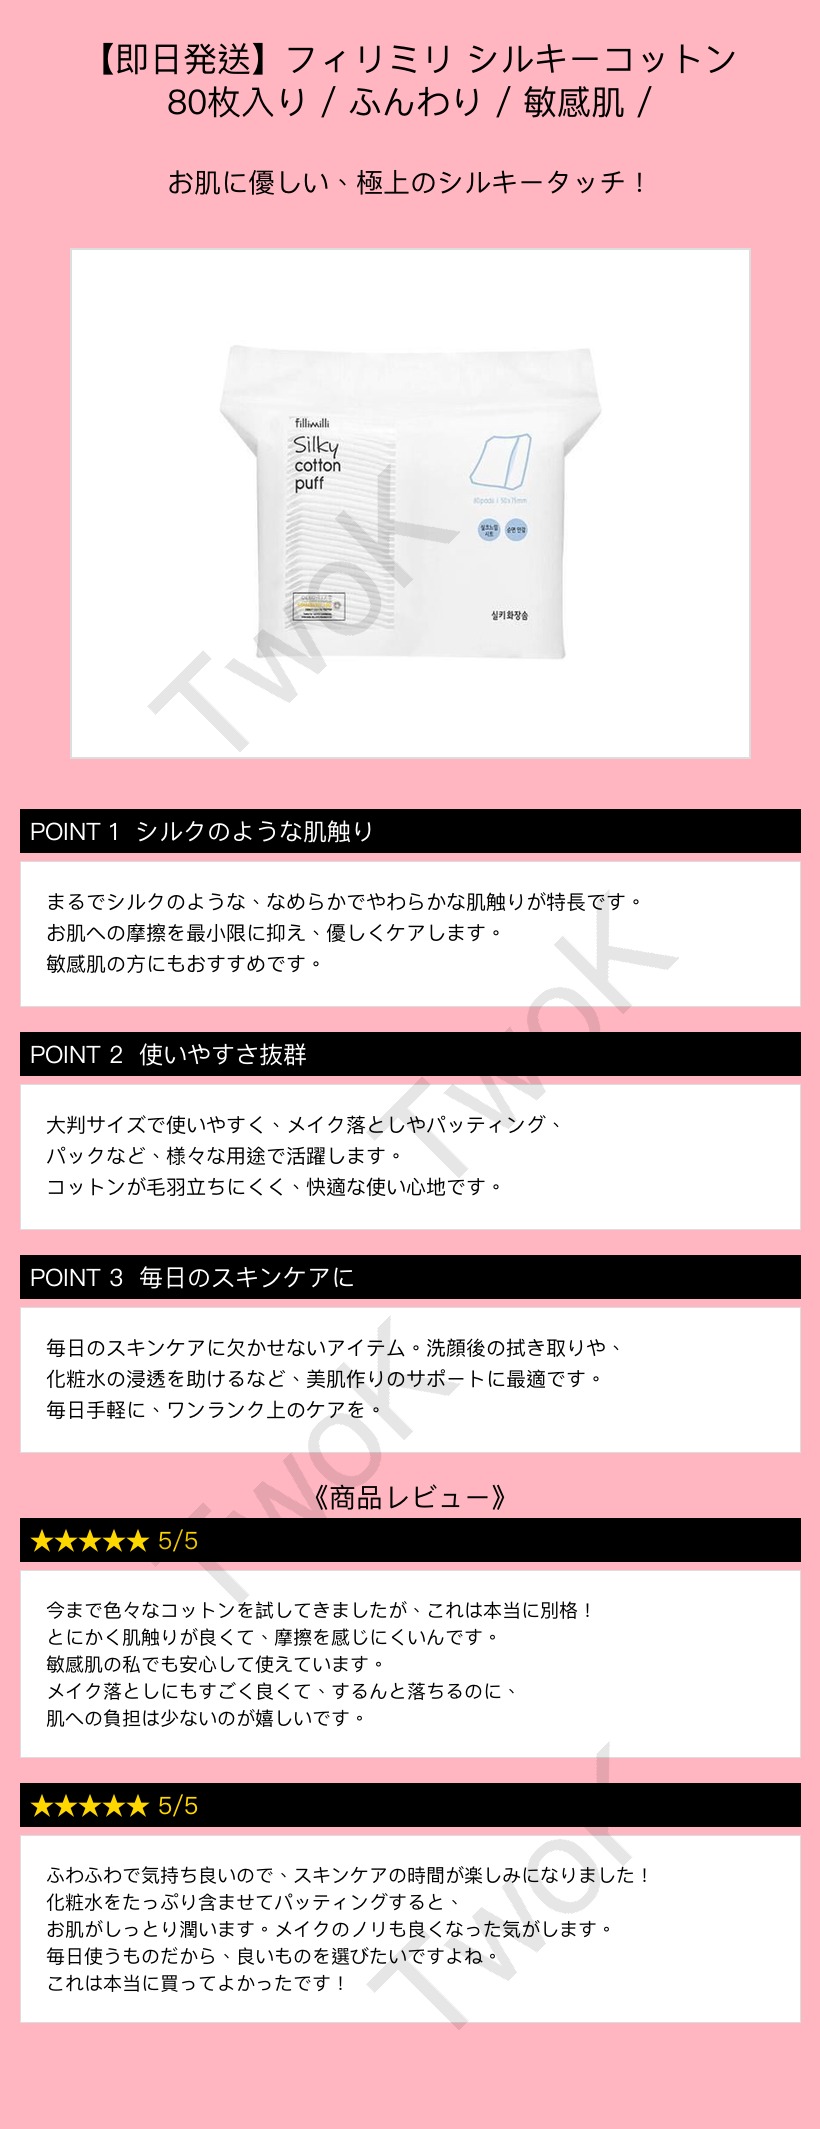 【即日発送】フィリミリ シルキーコットン
80枚入り / ふんわり / 敏感肌 /
お肌に優しい、極上のシルキータッチ！
fillimilli
Silky
cotton
puff
80pads / 50x75mm
실크느낌
시트
순면 안감
실키화장솜
TwoK
POINT 1 シルクのような肌触り
まるでシルクのような、なめらかでやわらかな肌触りが特長です。
お肌への摩擦を最小限に抑え、優しくケアします。
敏感肌の方にもおすすめです。
TwoK
POINT 2 使いやすさ抜群
大判サイズで使いやすく、メイク落としやパッティング、
パックなど、様々な用途で活躍します。
コットンが毛羽立ちにくく、快適な使い心地です。
POINT 3 毎日のスキンケアに
毎日のスキンケアに欠かせないアイテム。洗顔後の拭き取りや、
化粧水の浸透を助けるなど、美肌作りのサポートに最適です。
毎日手軽に、ワンランク上のケアを。
TwoK
《商品レビュー》
★★★★★ 5/5
今まで色々なコットンを試してきましたが、これは本当に別格！
とにかく肌触りが良くて、摩擦を感じにくいんです。
敏感肌の私でも安心して使えています。
メイク落としにもすごく良くて、するんと落ちるのに、
肌への負担は少ないのが嬉しいです。
★★★★★ 5/5
ふわふわで気持ち良いので、スキンケアの時間が楽しみになりました！
化粧水をたっぷり含ませてパッティングすると、
お肌がしっとり潤います。メイクのノリも良くなった気がします。
毎日使うものだから、良いものを選びたいですよね。
これは本当に買ってよかったです！
TwoK